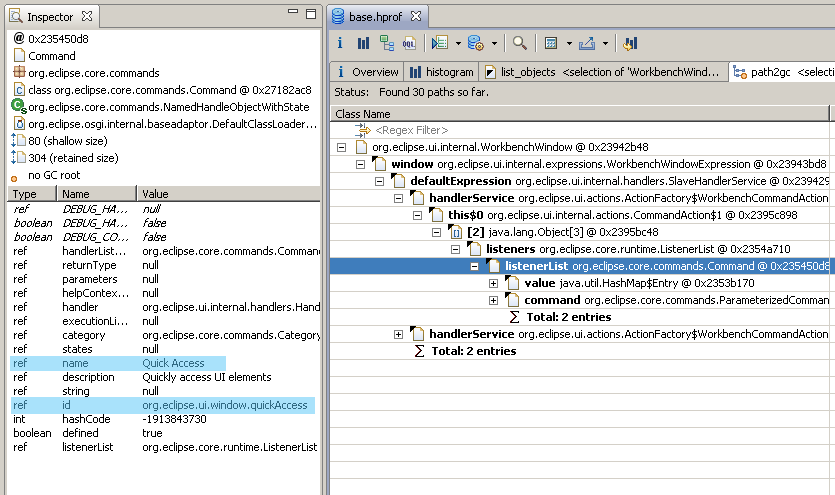 Inspector
@ 0x235450d8
Command
org.eclipse.core.commands
class org.eclipse.core.commands.Command @ 0x27182ac8
org.eclipse.core.commands.NamedHandleObjectWithState
org.eclipse.osgi.internal.baseadaptor.DefaultClassLoader...
80 (shallow size)
304 (retained size)
no GC root
Type Name Value
ref DEBUG_HA... null
boolean DEBUG_HA... false
boolean DEBUG_CO... false
ref handlerList... org.eclipse.core.commands.Comman
ref returnType null
ref parameters null
ref helpContex... null
ref handler org.eclipse.ui.internal.handlers.Hand
ref executionLi... null
ref category org.eclipse.core.commands.Category
ref states null
ref name Quick Access
ref description Quickly access UI elements
ref string null
ref id org.eclipse.ui.window.quickAccess
int hashCode -1913843730
boolean defined true
ref listenerList org.eclipse.core.runtime.ListenerList
base.hprof
i OQL
i Overview histogram list_objects <selection of 'WorkbenchWind... path2gc <selecti
Status: Found 30 paths so far.
Class Name
<Regex Filter>
org.eclipse.ui.internal.WorkbenchWindow @ 0x23942b48
window org.eclipse.ui.internal.expressions.WorkbenchWindowExpression @ 0x23943bd8
defaultExpression org.eclipse.ui.internal.handlers.SlaveHandlerService @ 0x239429
handlerService org.eclipse.ui.actions.ActionFactory$WorkbenchCommandAction
this$0 org.eclipse.ui.internal.actions.CommandAction$1 @ 0x2395c898
[2] java.lang.Object[3] @ 0x2395bc48
listeners org.eclipse.core.runtime.ListenerList @ 0x2354a710
listenerList org.eclipse.core.commands.Command @ 0x235450d8
value java.util.HashMap$Entry @ 0x2353b170
command org.eclipse.core.commands.ParameterizedComman
Σ Total: 2 entries
handlerService org.eclipse.ui.actions.ActionFactory$WorkbenchCommandAction
Σ Total: 2 entries